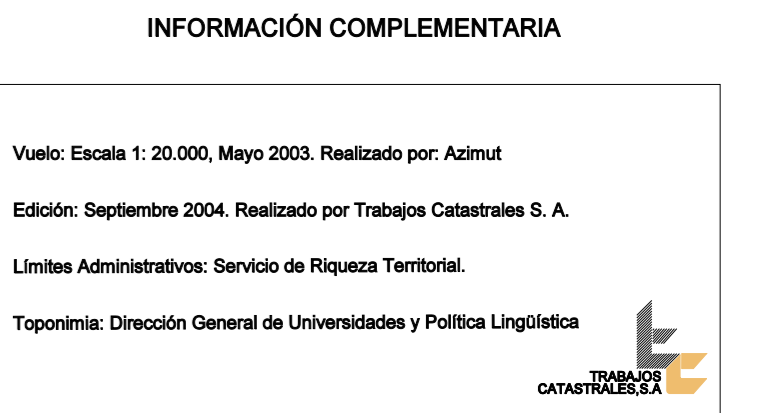 INFORMACIÓN COMPLEMENTARIA
Vuelo: Escala 1: 20.000, Mayo 2003. Realizado por: Azimut
Edición: Septiembre 2004. Realizado por Trabajos Catastrales S. A.
Límites Administrativos: Servicio de Riqueza Territorial.
Toponimia: Dirección General de Universidades y Política Lingüística
TRABAJOS
CATASTRALES,S.A